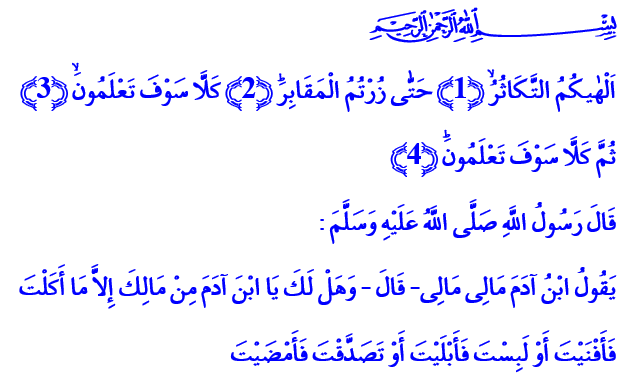 بِسْمِ اللّٰهِ الرَّحْمٰنِ الرَّحِيمِ
اَلْهٰيكُمُ التَّكَاثُرُۙ ﴿1﴾ حَتّٰى زُرْتُمُ الْمَقَابِرَۜ ﴿2﴾ كَلَّا سَوْفَ تَعْلَمُونَۙ ﴿3﴾
ثُمَّ كَلَّا سَوْفَ تَعْلَمُونَۜ ﴿4﴾
قَالَ رَسُولُ اللَّهِ صَلَّى اللَّهُ عَلَيْهِ وَسَلَّمَ :
يَقُولُ ابْنُ آدَمَ مَالِى مَالِى– قَالَ – وَهَلْ لَكَ يَا ابْنَ آدَمَ مِنْ مَالِكَ إِلاَّ مَا أَكَلْتَ
فَأَفْنَيْتَ أَوْ لَبِسْتَ فَأَبْلَيْتَ أَوْ تَصَدَّقْتَ فَأَمْضَيْتَ